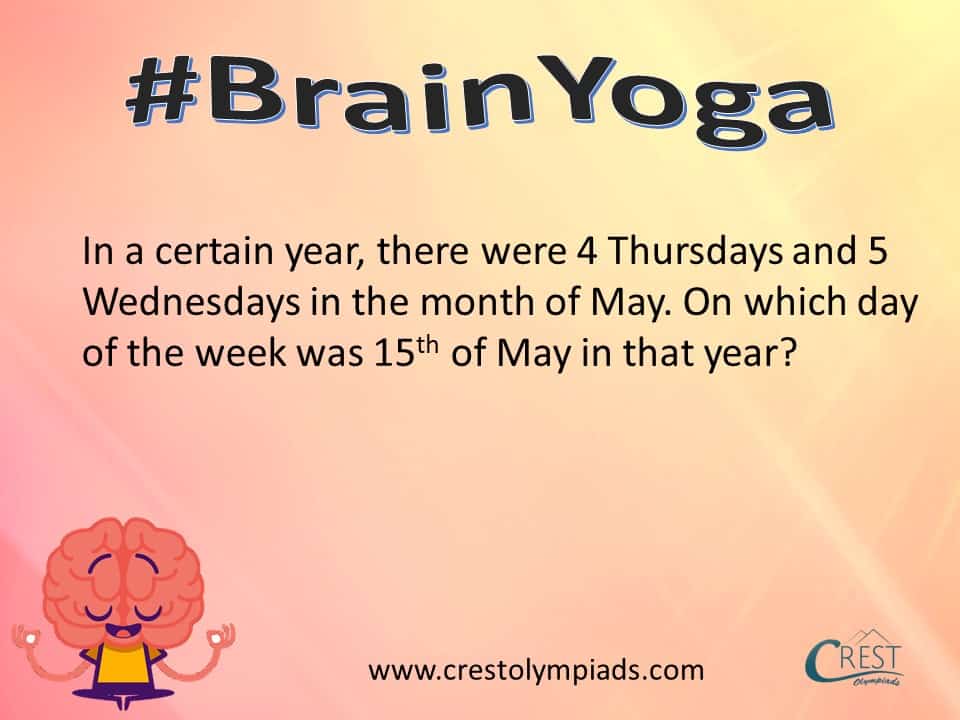 #BrainYoga
In a certain year, there were 4 Thursdays and 5
Wednesdays in the month of May. On which day
of the week was 15th of May in that year?
www.crestolympiads.com
CREST
Olympiads